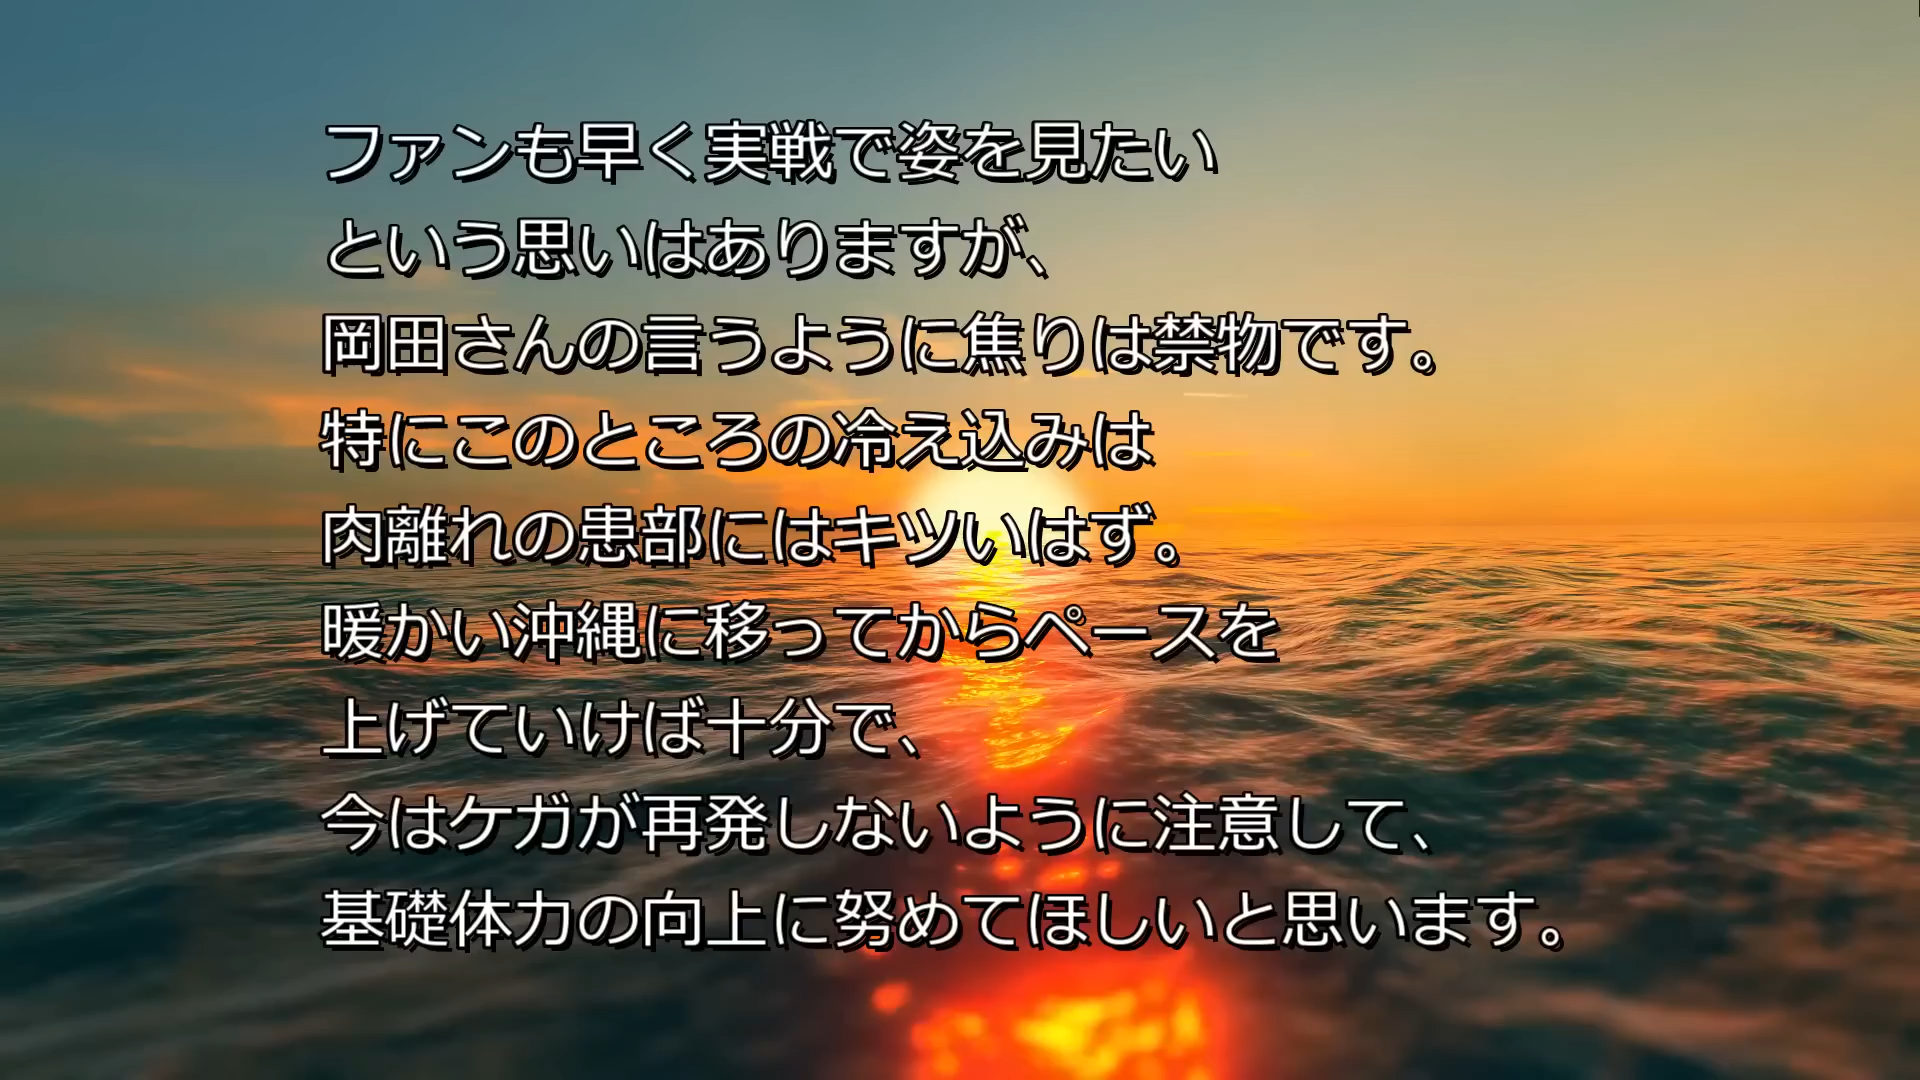 ファンも早く実戦で姿を見たい
という思いはありますが、
岡田さんの言うように焦りは禁物です。
特にこのところの冷え込みは
肉離れの患部にはキツいはず。
暖かい沖縄に移ってからペースを
上げていけば十分で、
今はケガが再発しないように注意して、
基礎体力の向上に努めてほしいと思います。